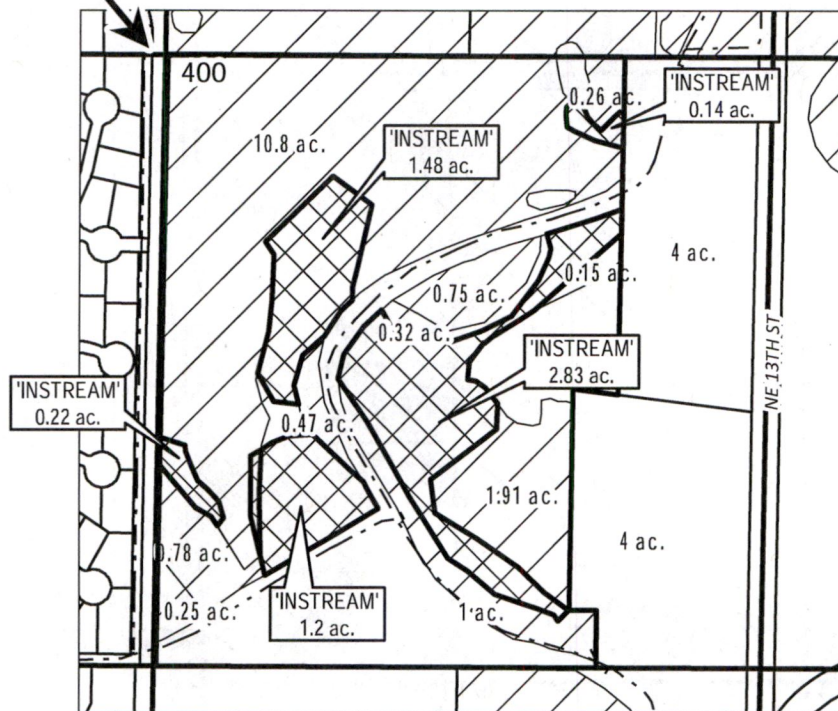 400
0.26 ac.
'INSTREAM'
0.14 ac.
10.8 ac.
'INSTREAM'
1.48 ac.
4 ac.
0.15 ac.
0.75 ac.
0.32 ac.
NE 13TH ST
'INSTREAM'
2.83 ac.
'INSTREAM'
0.22 ac.
0.47 ac.
1.91 ac.
4 ac.
0.78 ac.
0.25 ac.
'INSTREAM'
1.2 ac.
1 ac.